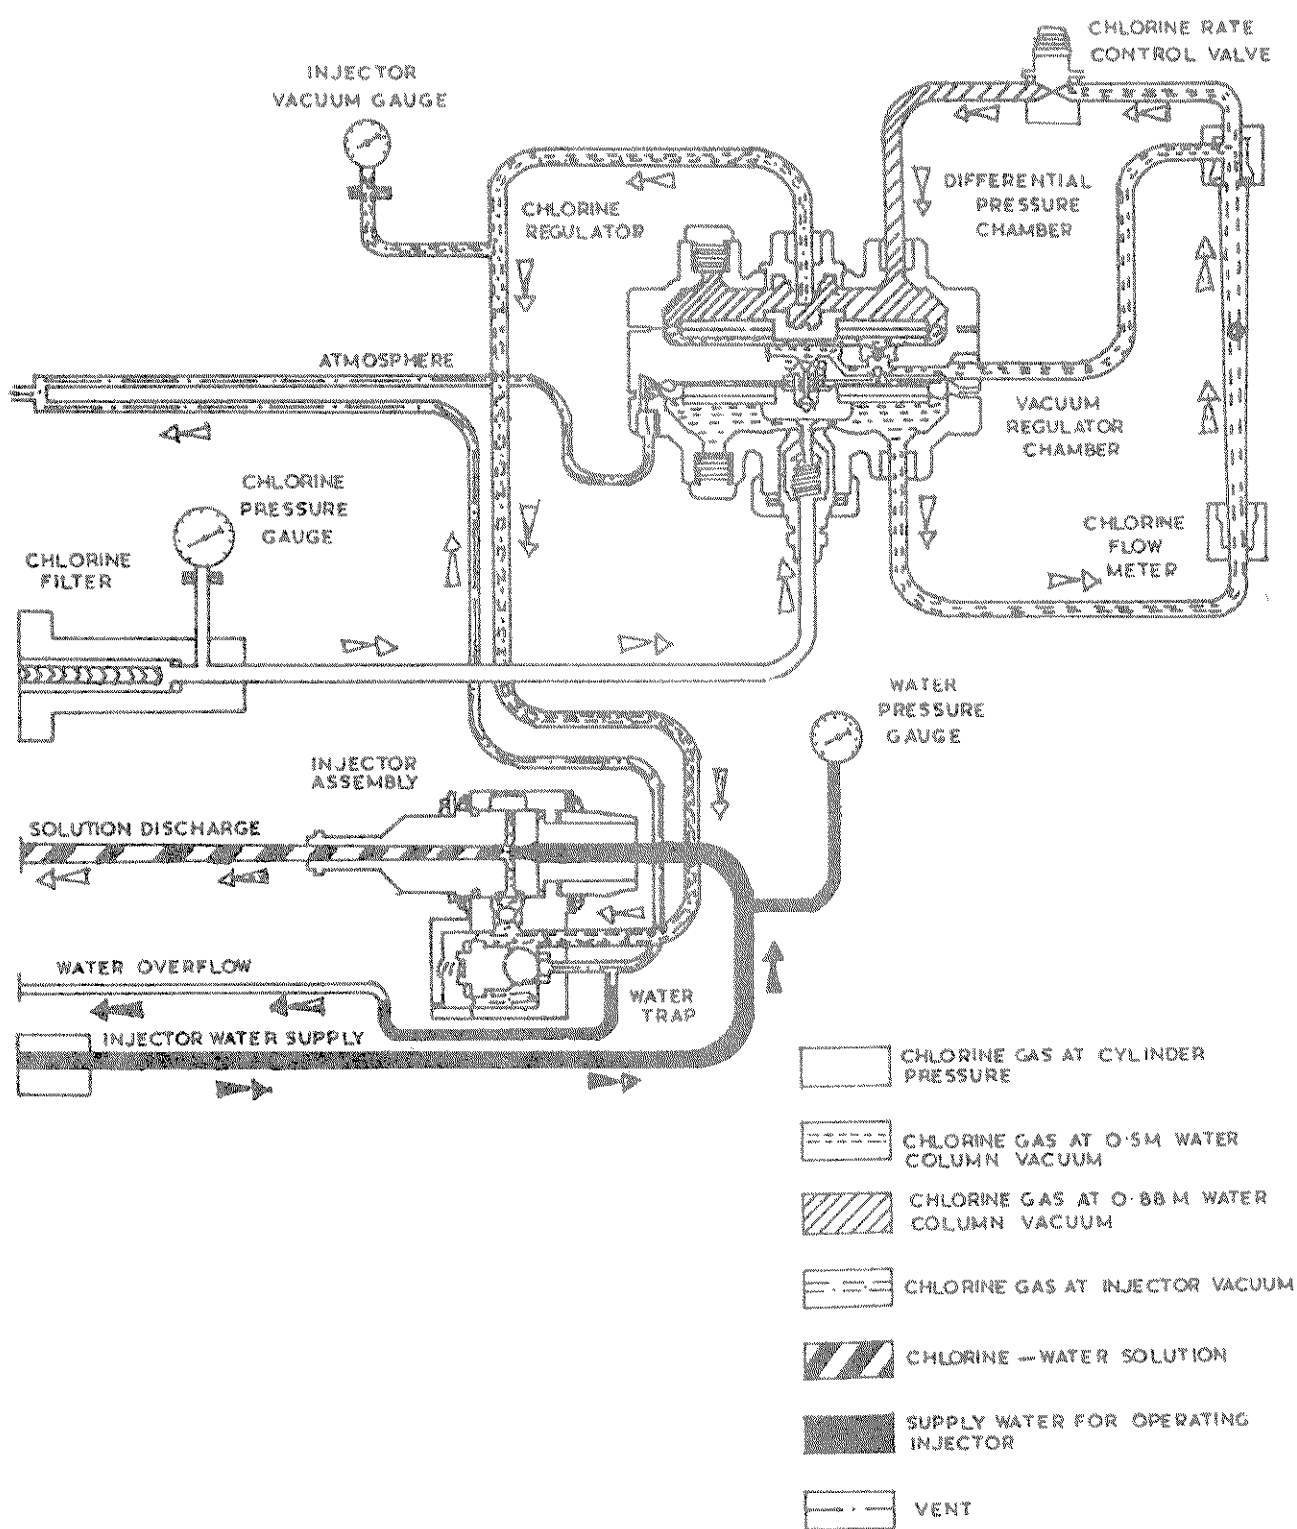 CHLORINE RATE
CONTROL VALVE
INJECTOR
VACUUM GAUGE
CHLORINE
REGULATOR
DIFFERENTIAL
PRESSURE
CHAMBER
ATMOSPHERE
VACUUM
REGULATOR
CHAMBER
CHLORINE
PRESSURE
GAUGE
CHLORINE
FLOW
METER
CHLORINE
FILTER
WATER
PRESSURE
GAUGE
INJECTOR
ASSEMBLY
SOLUTION DISCHARGE
WATER OVERFLOW
WATER
TRAP
INJECTOR WATER SUPPLY
CHLORINE GAS AT CYLINDER
PRESSURE
CHLORINE GAS AT 0·5M WATER
COLUMN VACUUM
CHLORINE GAS AT 0·88 M WATER
COLUMN VACUUM
CHLORINE GAS AT INJECTOR VACUUM
CHLORINE — WATER SOLUTION
SUPPLY WATER FOR OPERATING
INJECTOR
VENT